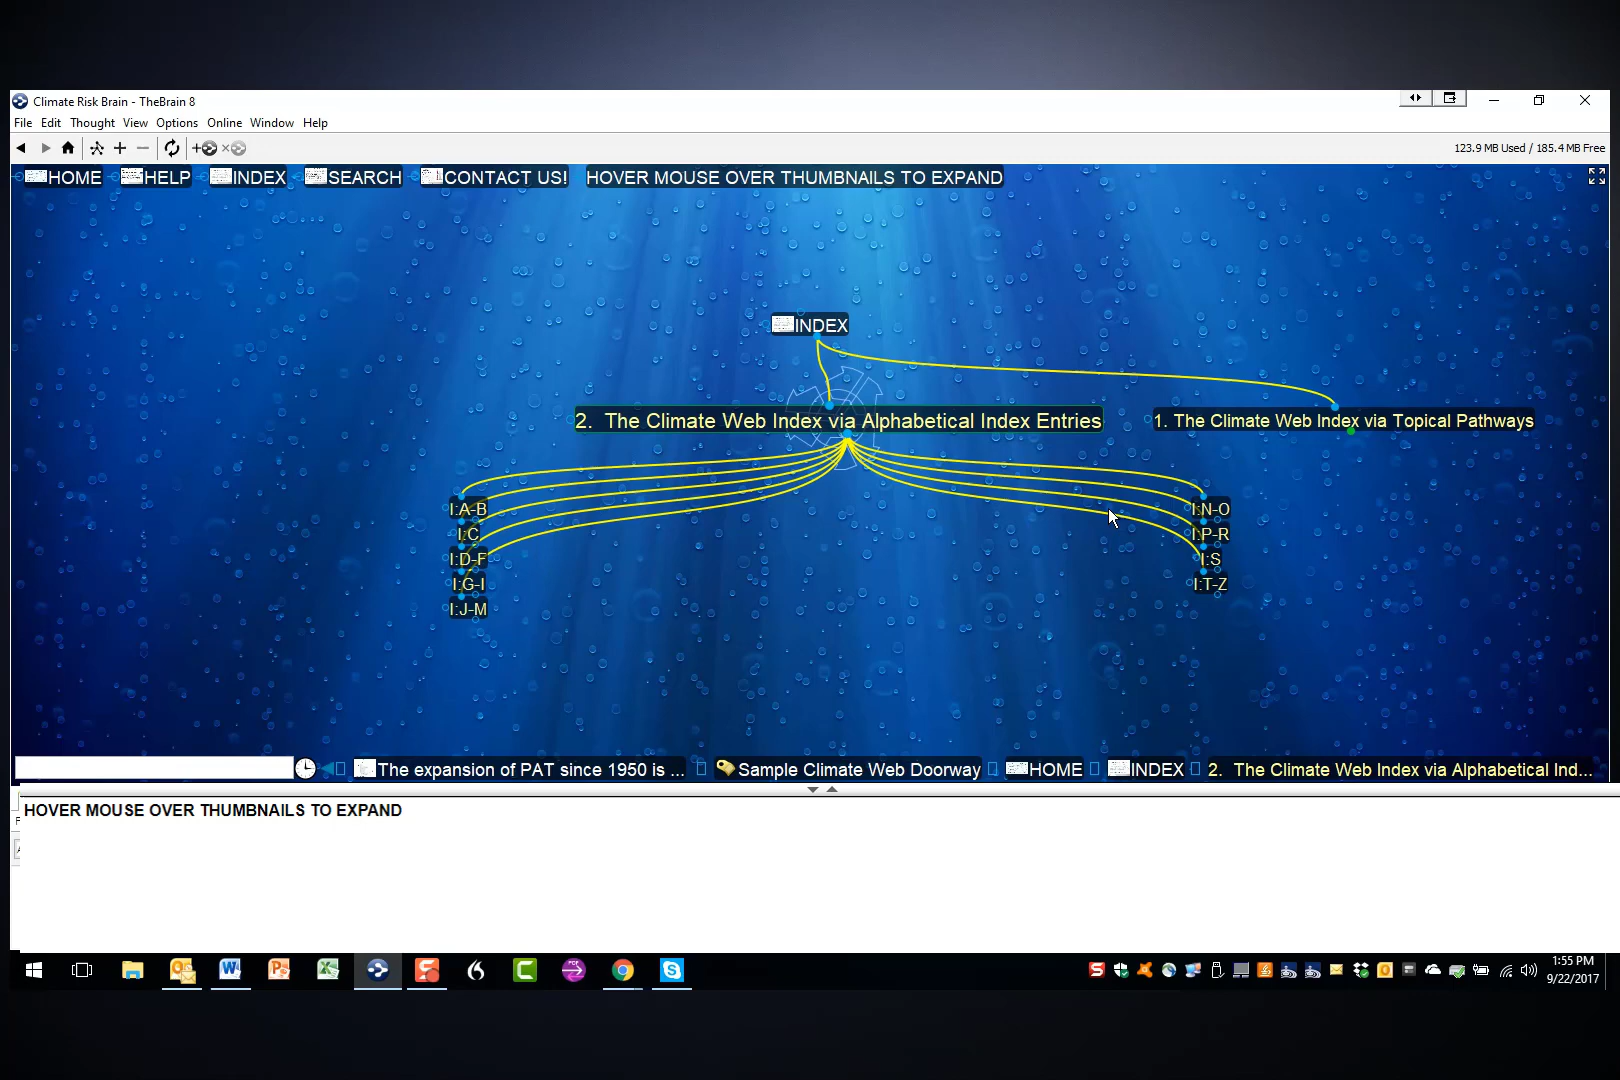 Climate Risk Brain - TheBrain 8
File Edit Thought View Options Online Window Help
123.9 MB Used / 185.4 MB Free
HOME HELP INDEX SEARCH CONTACT US! HOVER MOUSE OVER THUMBNAILS TO EXPAND
INDEX
2. The Climate Web Index via Alphabetical Index Entries
1. The Climate Web Index via Topical Pathways
I:A-B
I:C
I:D-F
I:G-I
I:J-M
I:N-O
I:P-R
I:S
I:T-Z
The expansion of PAT since 1950 is ... Sample Climate Web Doorway HOME INDEX 2. The Climate Web Index via Alphabetical Ind...
HOVER MOUSE OVER THUMBNAILS TO EXPAND
1:55 PM
9/22/2017